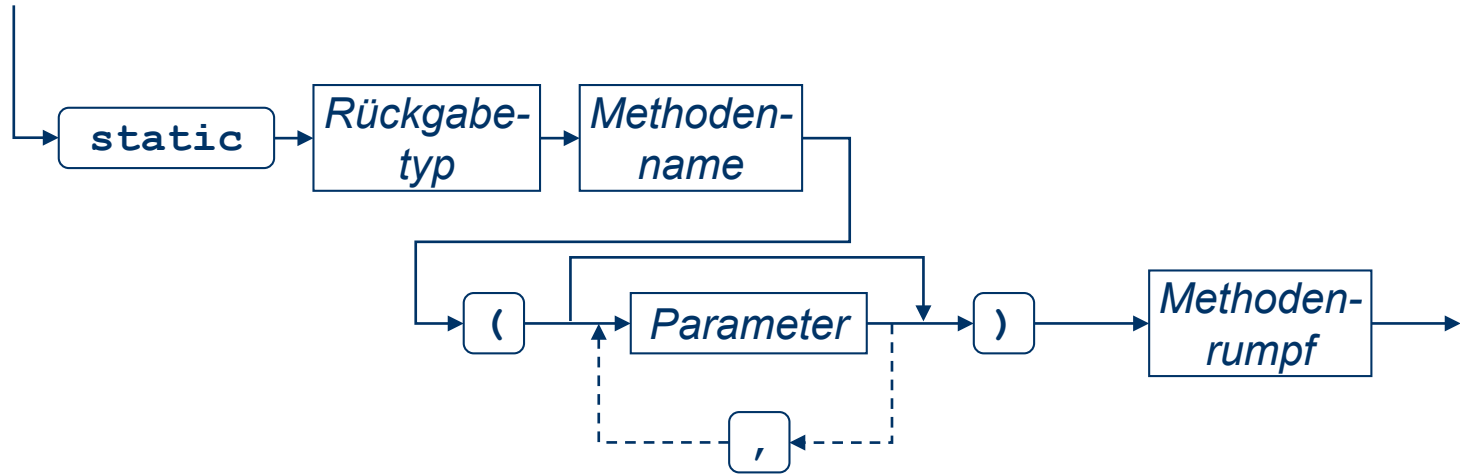 static
Rückgabe-
typ
Methoden-
name
(
Parameter
)
Methoden-
rumpf
,